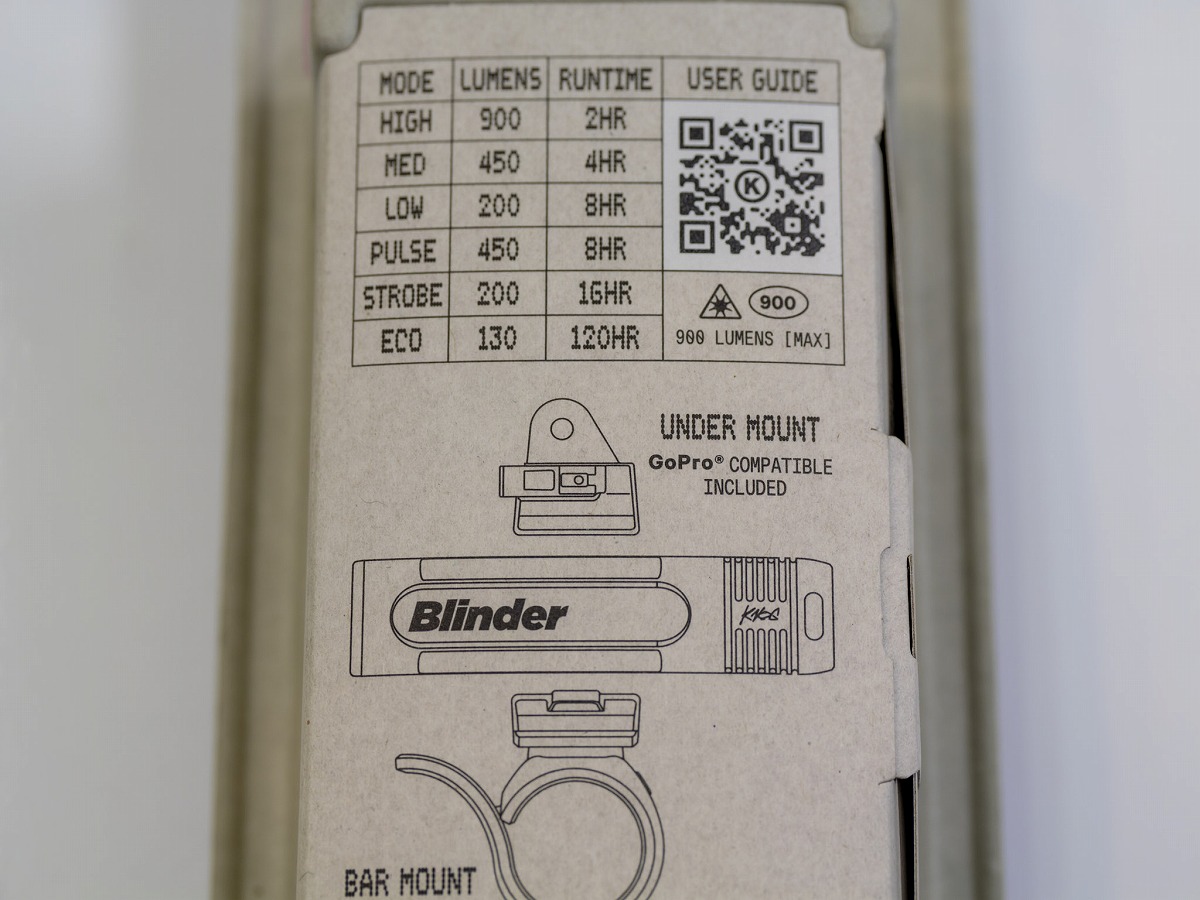 MODE LUMENS RUNTIME USER GUIDE
HIGH 900 2HR
MED 450 4HR
LOW 200 8HR
PULSE 450 8HR
STROBE 200 16HR
ECO 130 120HR
K
900
900 LUMENS [MAX]
UNDER MOUNT
GoPro® COMPATIBLE
INCLUDED
Blinder
KNOG
BAR MOUNT